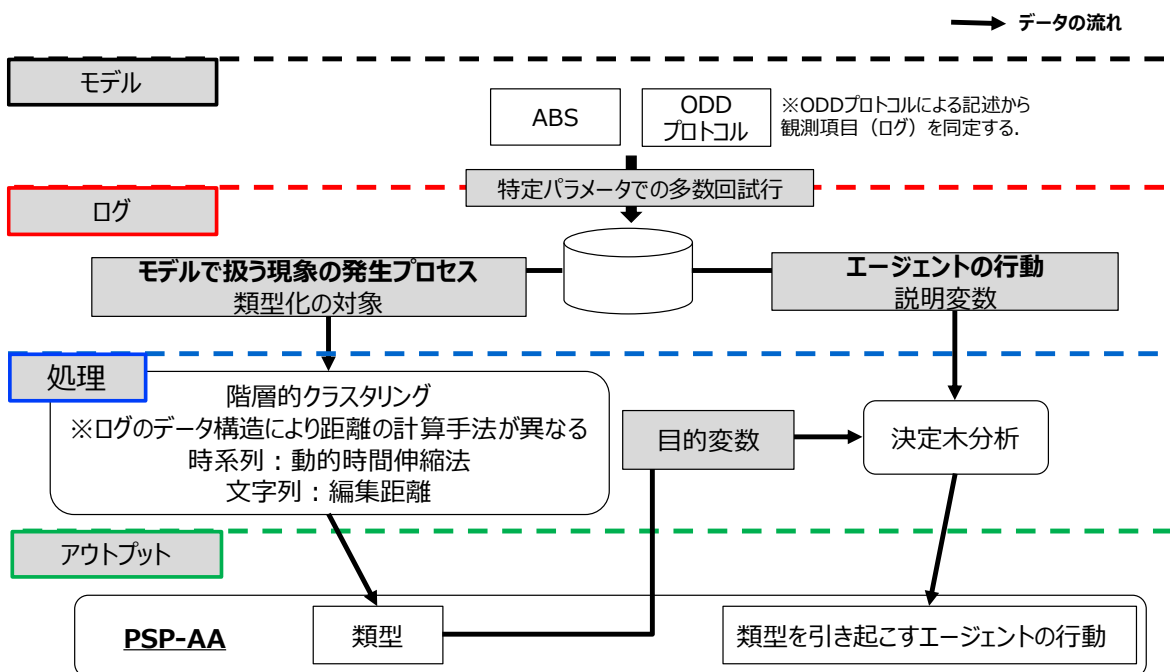 データの流れ
モデル
ABS
ODD
プロトコル
※ODDプロトコルによる記述から
観測項目（ログ）を同定する.
特定パラメータでの多数回試行
ログ
モデルで扱う現象の発生プロセス
類型化の対象
エージェントの行動
説明変数
処理
階層的クラスタリング
※ログのデータ構造により距離の計算手法が異なる
時系列：動的時間伸縮法
文字列：編集距離
目的変数
決定木分析
アウトプット
PSP-AA
類型
類型を引き起こすエージェントの行動